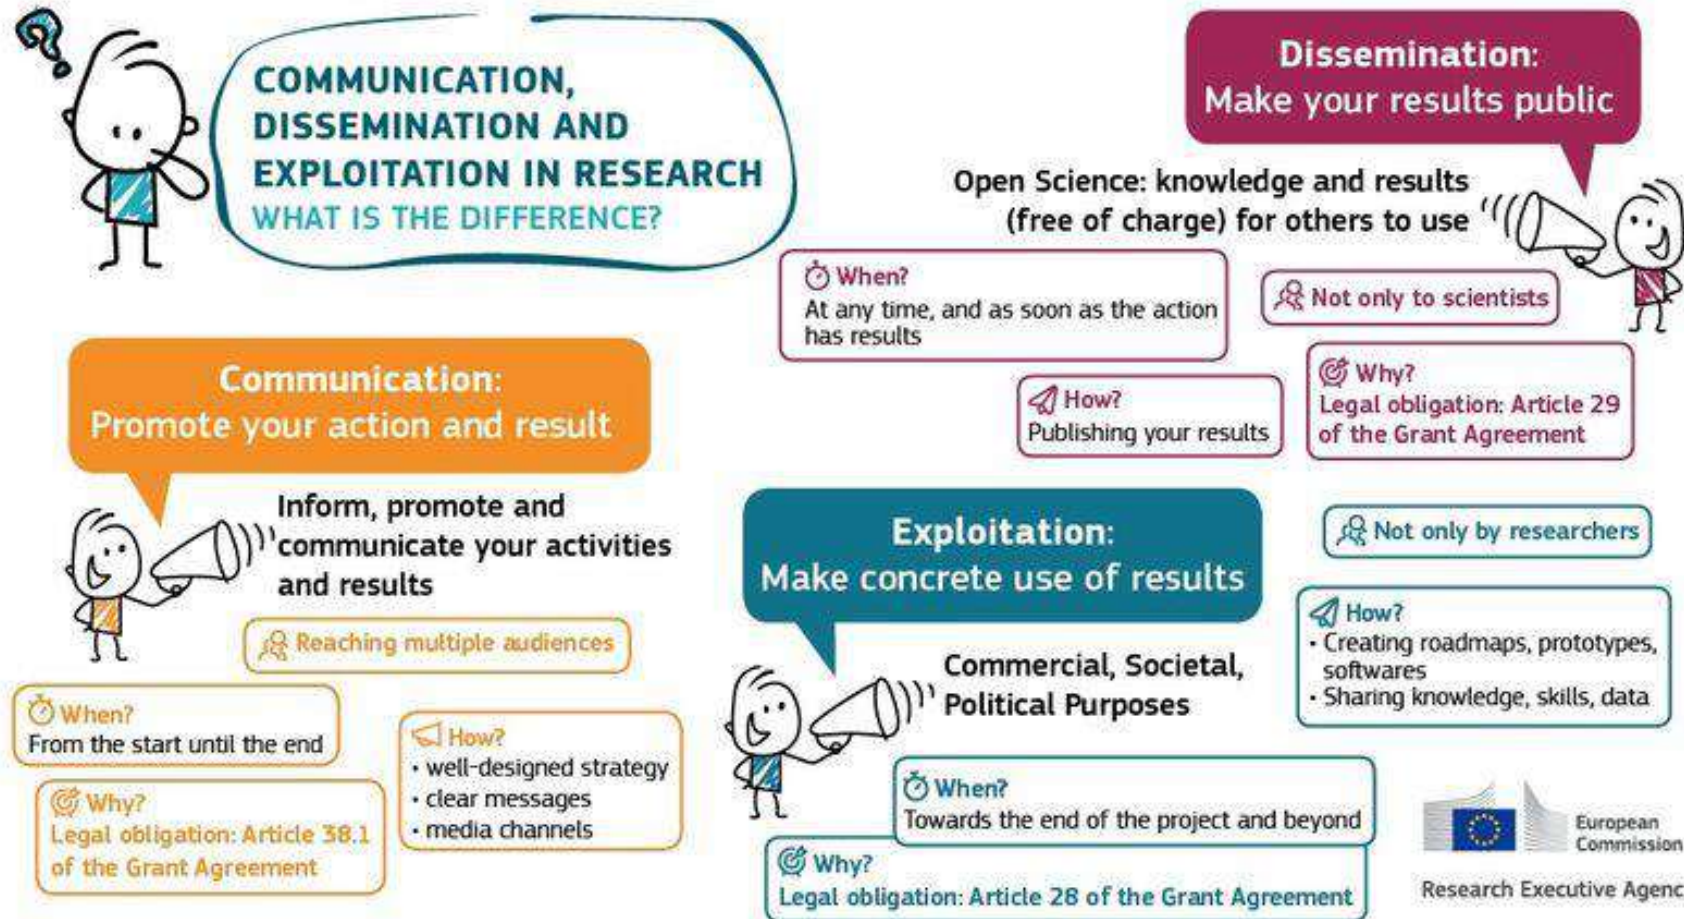 COMMUNICATION,
DISSEMINATION AND
EXPLOITATION IN RESEARCH
WHAT IS THE DIFFERENCE?
Dissemination:
Make your results public
Open Science: knowledge and results
(free of charge) for others to use
When?
At any time, and as soon as the action
has results
Not only to scientists
How?
Publishing your results
Why?
Legal obligation: Article 29
of the Grant Agreement
Communication:
Promote your action and result
Inform, promote and
communicate your activities
and results
Reaching multiple audiences
When?
From the start until the end
How?
• well-designed strategy
• clear messages
• media channels
Why?
Legal obligation: Article 38.1
of the Grant Agreement
Exploitation:
Make concrete use of results
Commercial, Societal,
Political Purposes
Not only by researchers
How?
• Creating roadmaps, prototypes,
softwares
• Sharing knowledge, skills, data
When?
Towards the end of the project and beyond
Why?
Legal obligation: Article 28 of the Grant Agreement
European
Commission
Research Executive Agenc